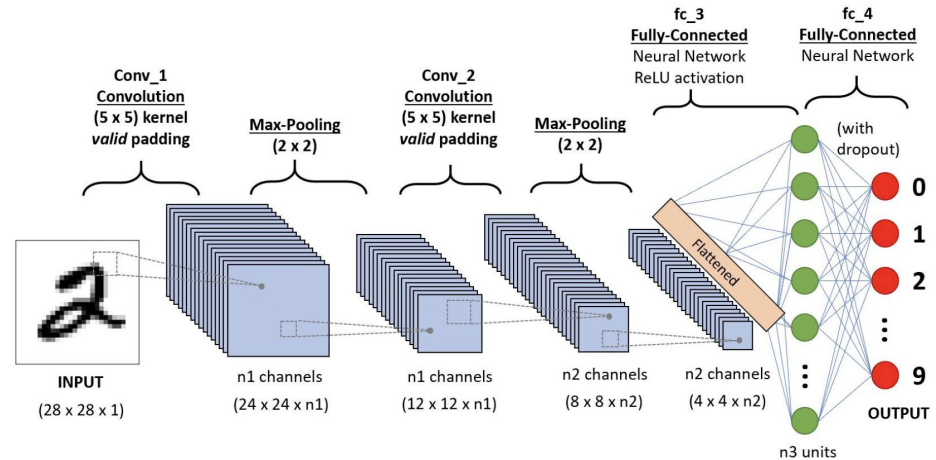 fc_3
Fully-Connected
Neural Network
ReLU activation
fc_4
Fully-Connected
Neural Network
Conv_1
Convolution
(5 x 5) kernel
valid padding
Max-Pooling
(2 x 2)
Conv_2
Convolution
(5 x 5) kernel
valid padding
Max-Pooling
(2 x 2)
(with
dropout)
Flattened
0
1
2
9
OUTPUT
2
INPUT
(28 x 28 x 1)
n1 channels
(24 x 24 x n1)
n1 channels
(12 x 12 x n1)
n2 channels
(8 x 8 x n2)
n2 channels
(4 x 4 x n2)
n3 units